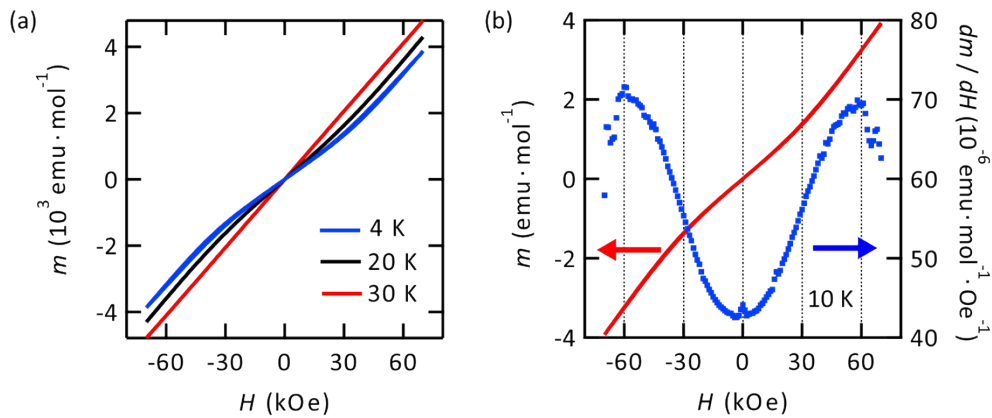 (a)
m (10³ emu·mol⁻¹)
4
2
0
-2
-4
4 K
20 K
30 K
-60 -30 0 30 60
H (kOe)
(b)
m (emu·mol⁻¹)
4
2
0
-2
-4
10 K
-60 -30 0 30 60
H (kOe)
80
70
60
50
40
dm / dH (10⁻⁶ emu·mol⁻¹·Oe⁻¹)